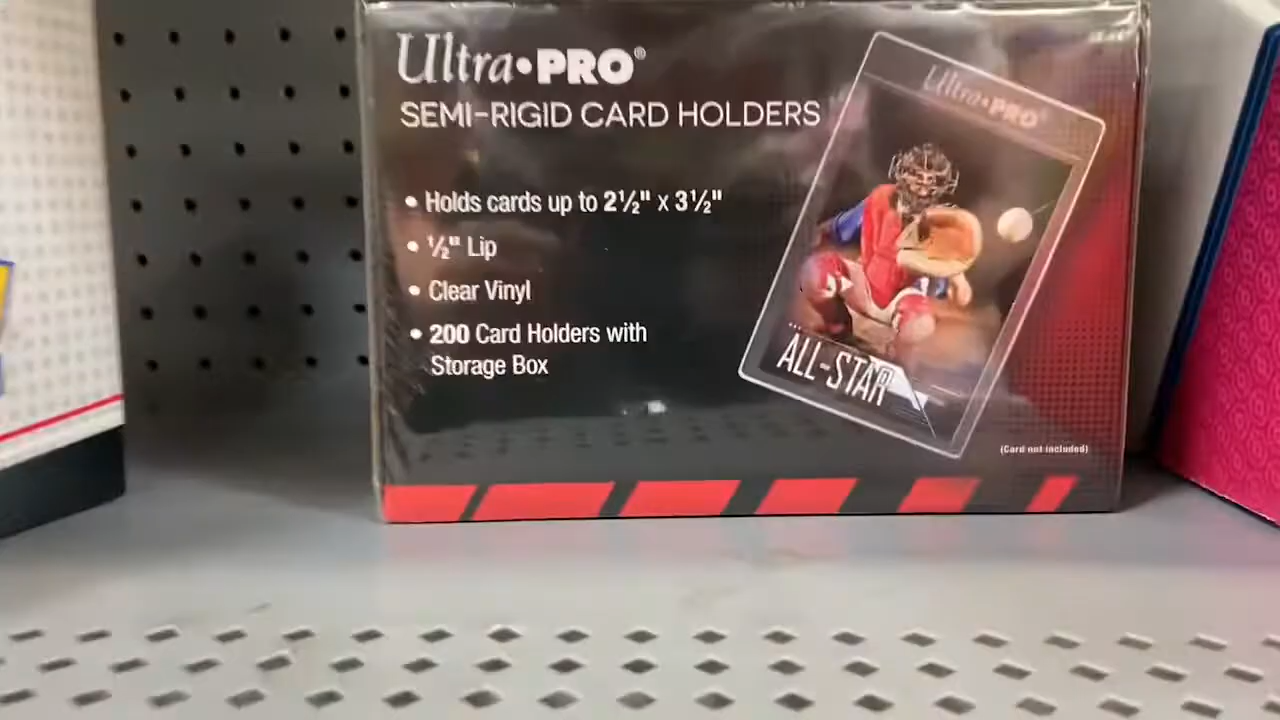 Ultra•PRO®
SEMI-RIGID CARD HOLDERS
• Holds cards up to 2½" x 3½"
• ½" Lip
• Clear Vinyl
• 200 Card Holders with
Storage Box
Ultra•PRO®
ALL-STAR
(Card not included)